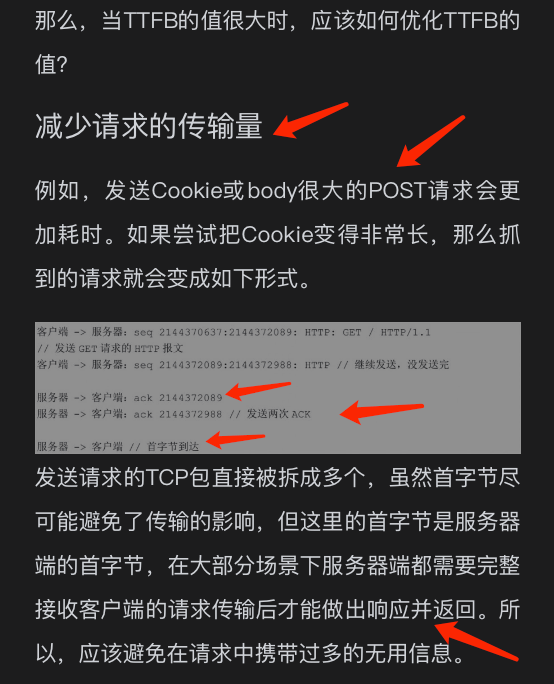 那么，当TTFB的值很大时，应该如何优化TTFB的
值？
减少请求的传输量
例如，发送Cookie或body很大的POST请求会更
加耗时。如果尝试把Cookie变得非常长，那么抓
到的请求就会变成如下形式。
客户端 -> 服务器：seq 2144370637:2144372089: HTTP: GET / HTTP/1.1
// 发送 GET 请求的 HTTP 报文
客户端 -> 服务器：seq 2144372089:2144372988: HTTP // 继续发送，没发送完
服务器 -> 客户端：ack 2144372089
服务器 -> 客户端：ack 2144372988 // 发送两次 ACK
服务器 -> 客户端 // 首字节到达
发送请求的TCP包直接被拆成多个，虽然首字节尽
可能避免了传输的影响，但这里的首字节是服务器
端的首字节，在大部分场景下服务器端都需要完整
接收客户端的请求传输后才能做出响应并返回。所
以，应该避免在请求中携带过多的无用信息。